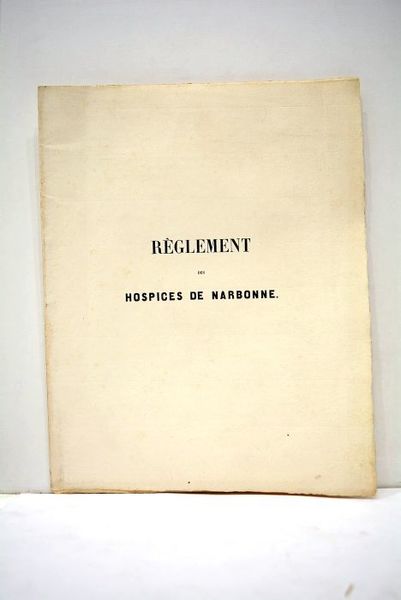 RÈGLEMENT
DES
HOSPICES DE NARBONNE.